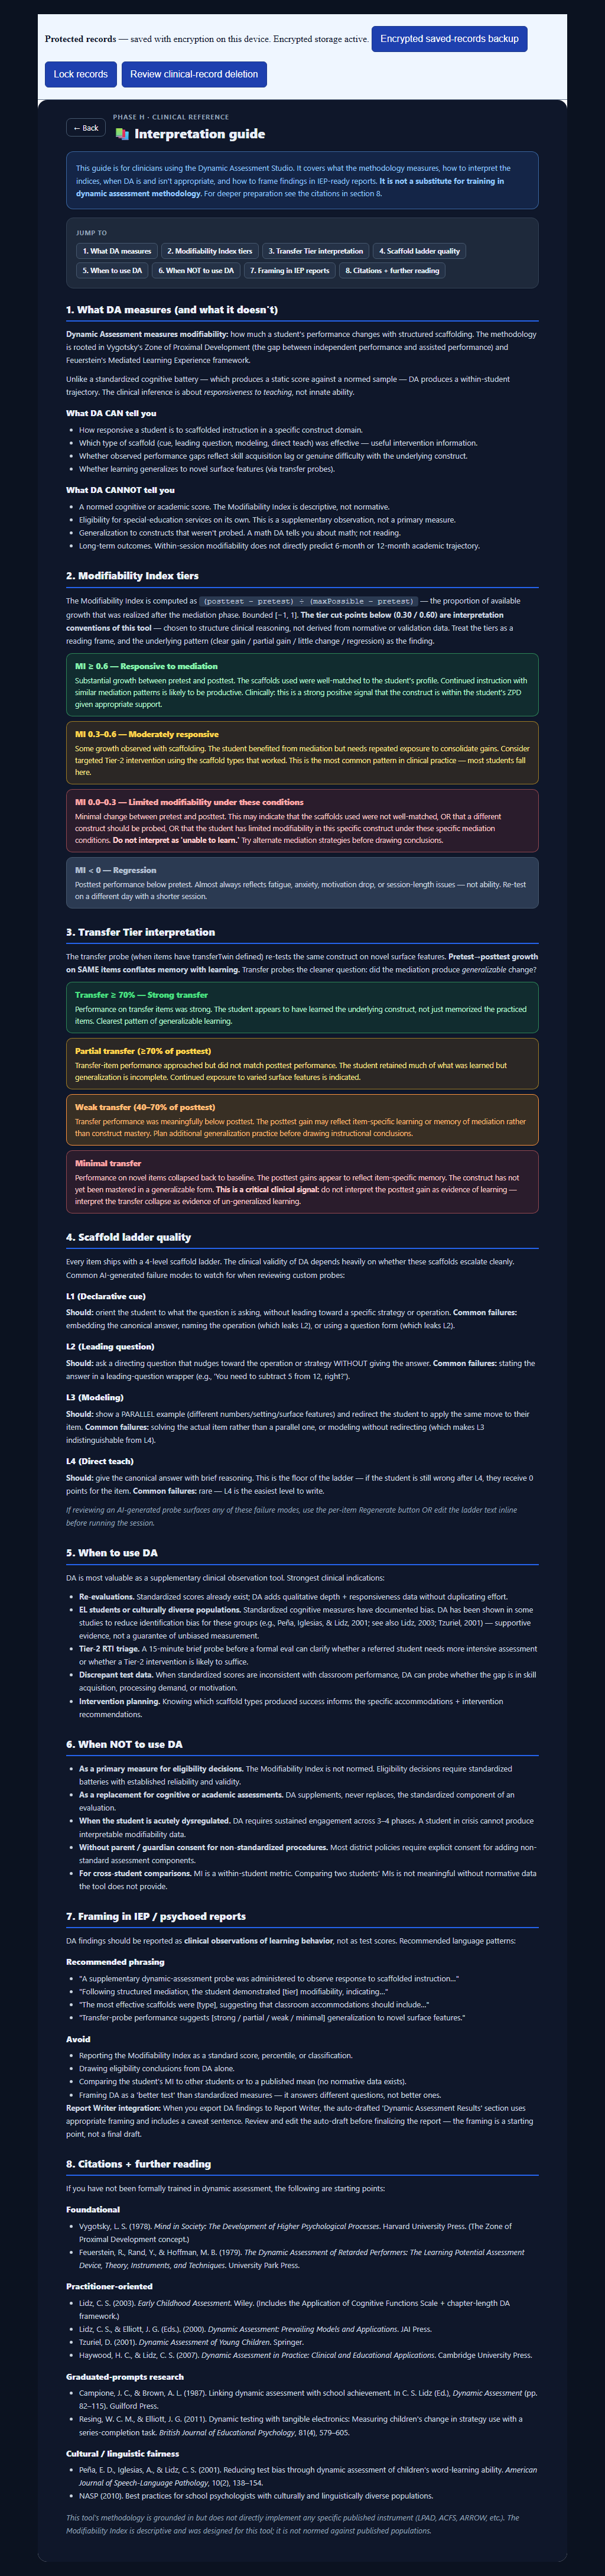 Protected records — saved with encryption on this device. Encrypted storage active. Encrypted saved-records backup
Lock records Review clinical-record deletion
← Back
PHASE H · CLINICAL REFERENCE
📚 Interpretation guide
This guide is for clinicians using the Dynamic Assessment Studio. It covers what the methodology measures, how to interpret the
indices, when DA is and isn't appropriate, and how to frame findings in IEP-ready reports. It is not a substitute for training in
dynamic assessment methodology. For deeper preparation see the citations in section 8.
JUMP TO
1. What DA measures 2. Modifiability Index tiers 3. Transfer Tier interpretation 4. Scaffold ladder quality
5. When to use DA 6. When NOT to use DA 7. Framing in IEP reports 8. Citations + further reading
1. What DA measures (and what it doesn't)
Dynamic Assessment measures modifiability: how much a student's performance changes with structured scaffolding. The methodology
is rooted in Vygotsky's Zone of Proximal Development (the gap between independent performance and assisted performance) and
Feuerstein's Mediated Learning Experience framework.
Unlike a standardized cognitive battery — which produces a static score against a normed sample — DA produces a within-student
trajectory. The clinical inference is about responsiveness to teaching, not innate ability.
What DA CAN tell you
• How responsive a student is to scaffolded instruction in a specific construct domain.
• Which type of scaffold (cue, leading question, modeling, direct teach) was effective — useful intervention information.
• Whether observed performance gaps reflect skill acquisition lag or genuine difficulty with the underlying construct.
• Whether learning generalizes to novel surface features (via transfer probes).
What DA CANNOT tell you
• A normed cognitive or academic score. The Modifiability Index is descriptive, not normative.
• Eligibility for special-education services on its own. This is a supplementary observation, not a primary measure.
• Generalization to constructs that weren't probed. A math DA tells you about math; not reading.
• Long-term outcomes. Within-session modifiability does not directly predict 6-month or 12-month academic trajectory.
2. Modifiability Index tiers
The Modifiability Index is computed as (posttest − pretest) ÷ (maxPossible − pretest) — the proportion of available
growth that was realized after the mediation phase. Bounded [−1, 1]. The tier cut-points below (0.30 / 0.60) are interpretation
conventions of this tool — chosen to structure clinical reasoning, not derived from normative or validation data. Treat the tiers as a
reading frame, and the underlying pattern (clear gain / partial gain / little change / regression) as the finding.
MI ≥ 0.6 — Responsive to mediation
Substantial growth between pretest and posttest. The scaffolds used were well-matched to the student's profile. Continued instruction with
similar mediation patterns is likely to be productive. Clinically: this is a strong positive signal that the construct is within the student's ZPD
given appropriate support.
MI 0.3–0.6 — Moderately responsive
Some growth observed with scaffolding. The student benefited from mediation but needs repeated exposure to consolidate gains. Consider
targeted Tier-2 intervention using the scaffold types that worked. This is the most common pattern in clinical practice — most students fall
here.
MI 0.0–0.3 — Limited modifiability under these conditions
Minimal change between pretest and posttest. This may indicate that the scaffolds used were not well-matched, OR that a different
construct should be probed, OR that the student has limited modifiability in this specific construct under these specific mediation
conditions. Do not interpret as 'unable to learn.' Try alternate mediation strategies before drawing conclusions.
MI < 0 — Regression
Posttest performance below pretest. Almost always reflects fatigue, anxiety, motivation drop, or session-length issues — not ability. Re-test
on a different day with a shorter session.
3. Transfer Tier interpretation
The transfer probe (when items have transferTwin defined) re-tests the same construct on novel surface features. Pretest→posttest growth
on SAME items conflates memory with learning. Transfer probes the cleaner question: did the mediation produce generalizable change?
Transfer ≥ 70% — Strong transfer
Performance on transfer items was strong. The student appears to have learned the underlying construct, not just memorized the practiced
items. Clearest pattern of generalizable learning.
Partial transfer (≥70% of posttest)
Transfer-item performance approached but did not match posttest performance. The student retained much of what was learned but
generalization is incomplete. Continued exposure to varied surface features is indicated.
Weak transfer (40–70% of posttest)
Transfer performance was meaningfully below posttest. The posttest gain may reflect item-specific learning or memory of mediation rather
than construct mastery. Plan additional generalization practice before drawing instructional conclusions.
Minimal transfer
Performance on novel items collapsed back to baseline. The posttest gains appear to reflect item-specific memory. The construct has not
yet been mastered in a generalizable form. This is a critical clinical signal: do not interpret the posttest gain as evidence of learning —
interpret the transfer collapse as evidence of un-generalized learning.
4. Scaffold ladder quality
Every item ships with a 4-level scaffold ladder. The clinical validity of DA depends heavily on whether these scaffolds escalate cleanly.
Common AI-generated failure modes to watch for when reviewing custom probes:
L1 (Declarative cue)
Should: orient the student to what the question is asking, without leading toward a specific strategy or operation. Common failures:
embedding the canonical answer, naming the operation (which leaks L2), or using a question form (which leaks L2).
L2 (Leading question)
Should: ask a directing question that nudges toward the operation or strategy WITHOUT giving the answer. Common failures: stating the
answer in a leading-question wrapper (e.g., 'You need to subtract 5 from 12, right?').
L3 (Modeling)
Should: show a PARALLEL example (different numbers/setting/surface features) and redirect the student to apply the same move to their
item. Common failures: solving the actual item rather than a parallel one, or modeling without redirecting (which makes L3
indistinguishable from L4).
L4 (Direct teach)
Should: give the canonical answer with brief reasoning. This is the floor of the ladder — if the student is still wrong after L4, they receive 0
points for the item. Common failures: rare — L4 is the easiest level to write.
If reviewing an AI-generated probe surfaces any of these failure modes, use the per-item Regenerate button OR edit the ladder text inline
before running the session.
5. When to use DA
DA is most valuable as a supplementary clinical observation tool. Strongest clinical indications:
• Re-evaluations. Standardized scores already exist; DA adds qualitative depth + responsiveness data without duplicating effort.
• EL students or culturally diverse populations. Standardized cognitive measures have documented bias. DA has been shown in some
studies to reduce identification bias for these groups (e.g., Peña, Iglesias, & Lidz, 2001; see also Lidz, 2003; Tzuriel, 2001) — supportive
evidence, not a guarantee of unbiased measurement.
• Tier-2 RTI triage. A 15-minute brief probe before a formal eval can clarify whether a referred student needs more intensive assessment
or whether a Tier-2 intervention is likely to suffice.
• Discrepant test data. When standardized scores are inconsistent with classroom performance, DA can probe whether the gap is in skill
acquisition, processing demand, or motivation.
• Intervention planning. Knowing which scaffold types produced success informs the specific accommodations + intervention
recommendations.
6. When NOT to use DA
• As a primary measure for eligibility decisions. The Modifiability Index is not normed. Eligibility decisions require standardized
batteries with established reliability and validity.
• As a replacement for cognitive or academic assessments. DA supplements, never replaces, the standardized component of an
evaluation.
• When the student is acutely dysregulated. DA requires sustained engagement across 3–4 phases. A student in crisis cannot produce
interpretable modifiability data.
• Without parent / guardian consent for non-standardized procedures. Most district policies require explicit consent for adding non-
standard assessment components.
• For cross-student comparisons. MI is a within-student metric. Comparing two students' MIs is not meaningful without normative data
the tool does not provide.
7. Framing in IEP / psychoed reports
DA findings should be reported as clinical observations of learning behavior, not as test scores. Recommended language patterns:
Recommended phrasing
• "A supplementary dynamic-assessment probe was administered to observe response to scaffolded instruction..."
• "Following structured mediation, the student demonstrated [tier] modifiability, indicating..."
• "The most effective scaffolds were [type], suggesting that classroom accommodations should include..."
• "Transfer-probe performance suggests [strong / partial / weak / minimal] generalization to novel surface features."
Avoid
• Reporting the Modifiability Index as a standard score, percentile, or classification.
• Drawing eligibility conclusions from DA alone.
• Comparing the student's MI to other students or to a published mean (no normative data exists).
• Framing DA as a 'better test' than standardized measures — it answers different questions, not better ones.
Report Writer integration: When you export DA findings to Report Writer, the auto-drafted 'Dynamic Assessment Results' section uses
appropriate framing and includes a caveat sentence. Review and edit the auto-draft before finalizing the report — the framing is a starting
point, not a final draft.
8. Citations + further reading
If you have not been formally trained in dynamic assessment, the following are starting points:
Foundational
• Vygotsky, L. S. (1978). Mind in Society: The Development of Higher Psychological Processes. Harvard University Press. (The Zone of
Proximal Development concept.)
• Feuerstein, R., Rand, Y., & Hoffman, M. B. (1979). The Dynamic Assessment of Retarded Performers: The Learning Potential Assessment
Device, Theory, Instruments, and Techniques. University Park Press.
Practitioner-oriented
• Lidz, C. S. (2003). Early Childhood Assessment. Wiley. (Includes the Application of Cognitive Functions Scale + chapter-length DA
framework.)
• Lidz, C. S., & Elliott, J. G. (Eds.). (2000). Dynamic Assessment: Prevailing Models and Applications. JAI Press.
• Tzuriel, D. (2001). Dynamic Assessment of Young Children. Springer.
• Haywood, H. C., & Lidz, C. S. (2007). Dynamic Assessment in Practice: Clinical and Educational Applications. Cambridge University Press.
Graduated-prompts research
• Campione, J. C., & Brown, A. L. (1987). Linking dynamic assessment with school achievement. In C. S. Lidz (Ed.), Dynamic Assessment (pp.
82–115). Guilford Press.
• Resing, W. C. M., & Elliott, J. G. (2011). Dynamic testing with tangible electronics: Measuring children's change in strategy use with a
series-completion task. British Journal of Educational Psychology, 81(4), 579–605.
Cultural / linguistic fairness
• Peña, E. D., Iglesias, A., & Lidz, C. S. (2001). Reducing test bias through dynamic assessment of children's word-learning ability. American
Journal of Speech-Language Pathology, 10(2), 138–154.
• NASP (2010). Best practices for school psychologists with culturally and linguistically diverse populations.
This tool's methodology is grounded in but does not directly implement any specific published instrument (LPAD, ACFS, ARROW, etc.). The
Modifiability Index is descriptive and was designed for this tool; it is not normed against published populations.